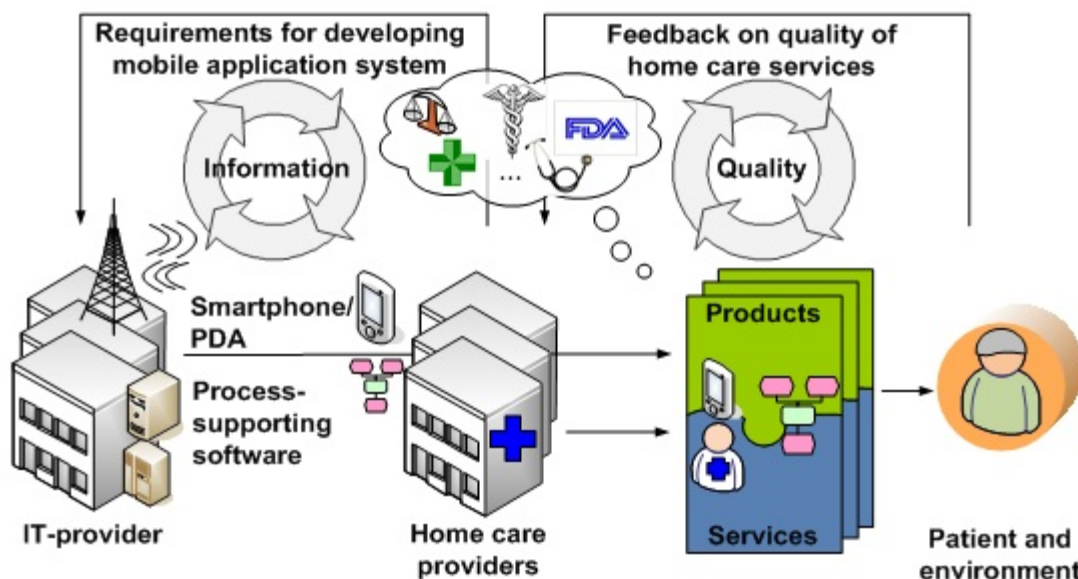 Requirements for developing
mobile application system
Feedback on quality of
home care services
FDA
Information
...
Quality
Smartphone/
PDA
Products
Process-
supporting
software
IT-provider
Home care
providers
Services
Patient and
environment